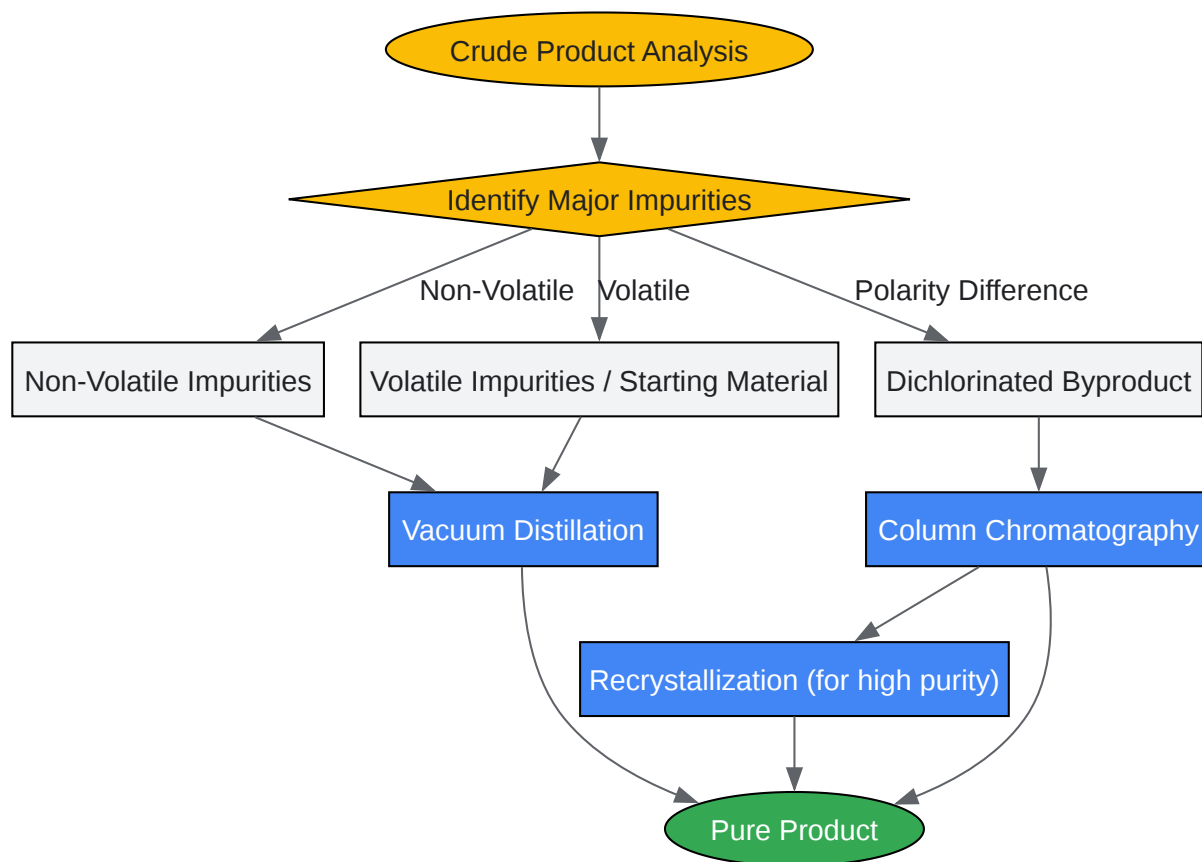 Crude Product Analysis
Identify Major Impurities
Non-Volatile
Volatile
Polarity Difference
Non-Volatile Impurities
Volatile Impurities / Starting Material
Dichlorinated Byproduct
Vacuum Distillation
Column Chromatography
Recrystallization (for high purity)
Pure Product